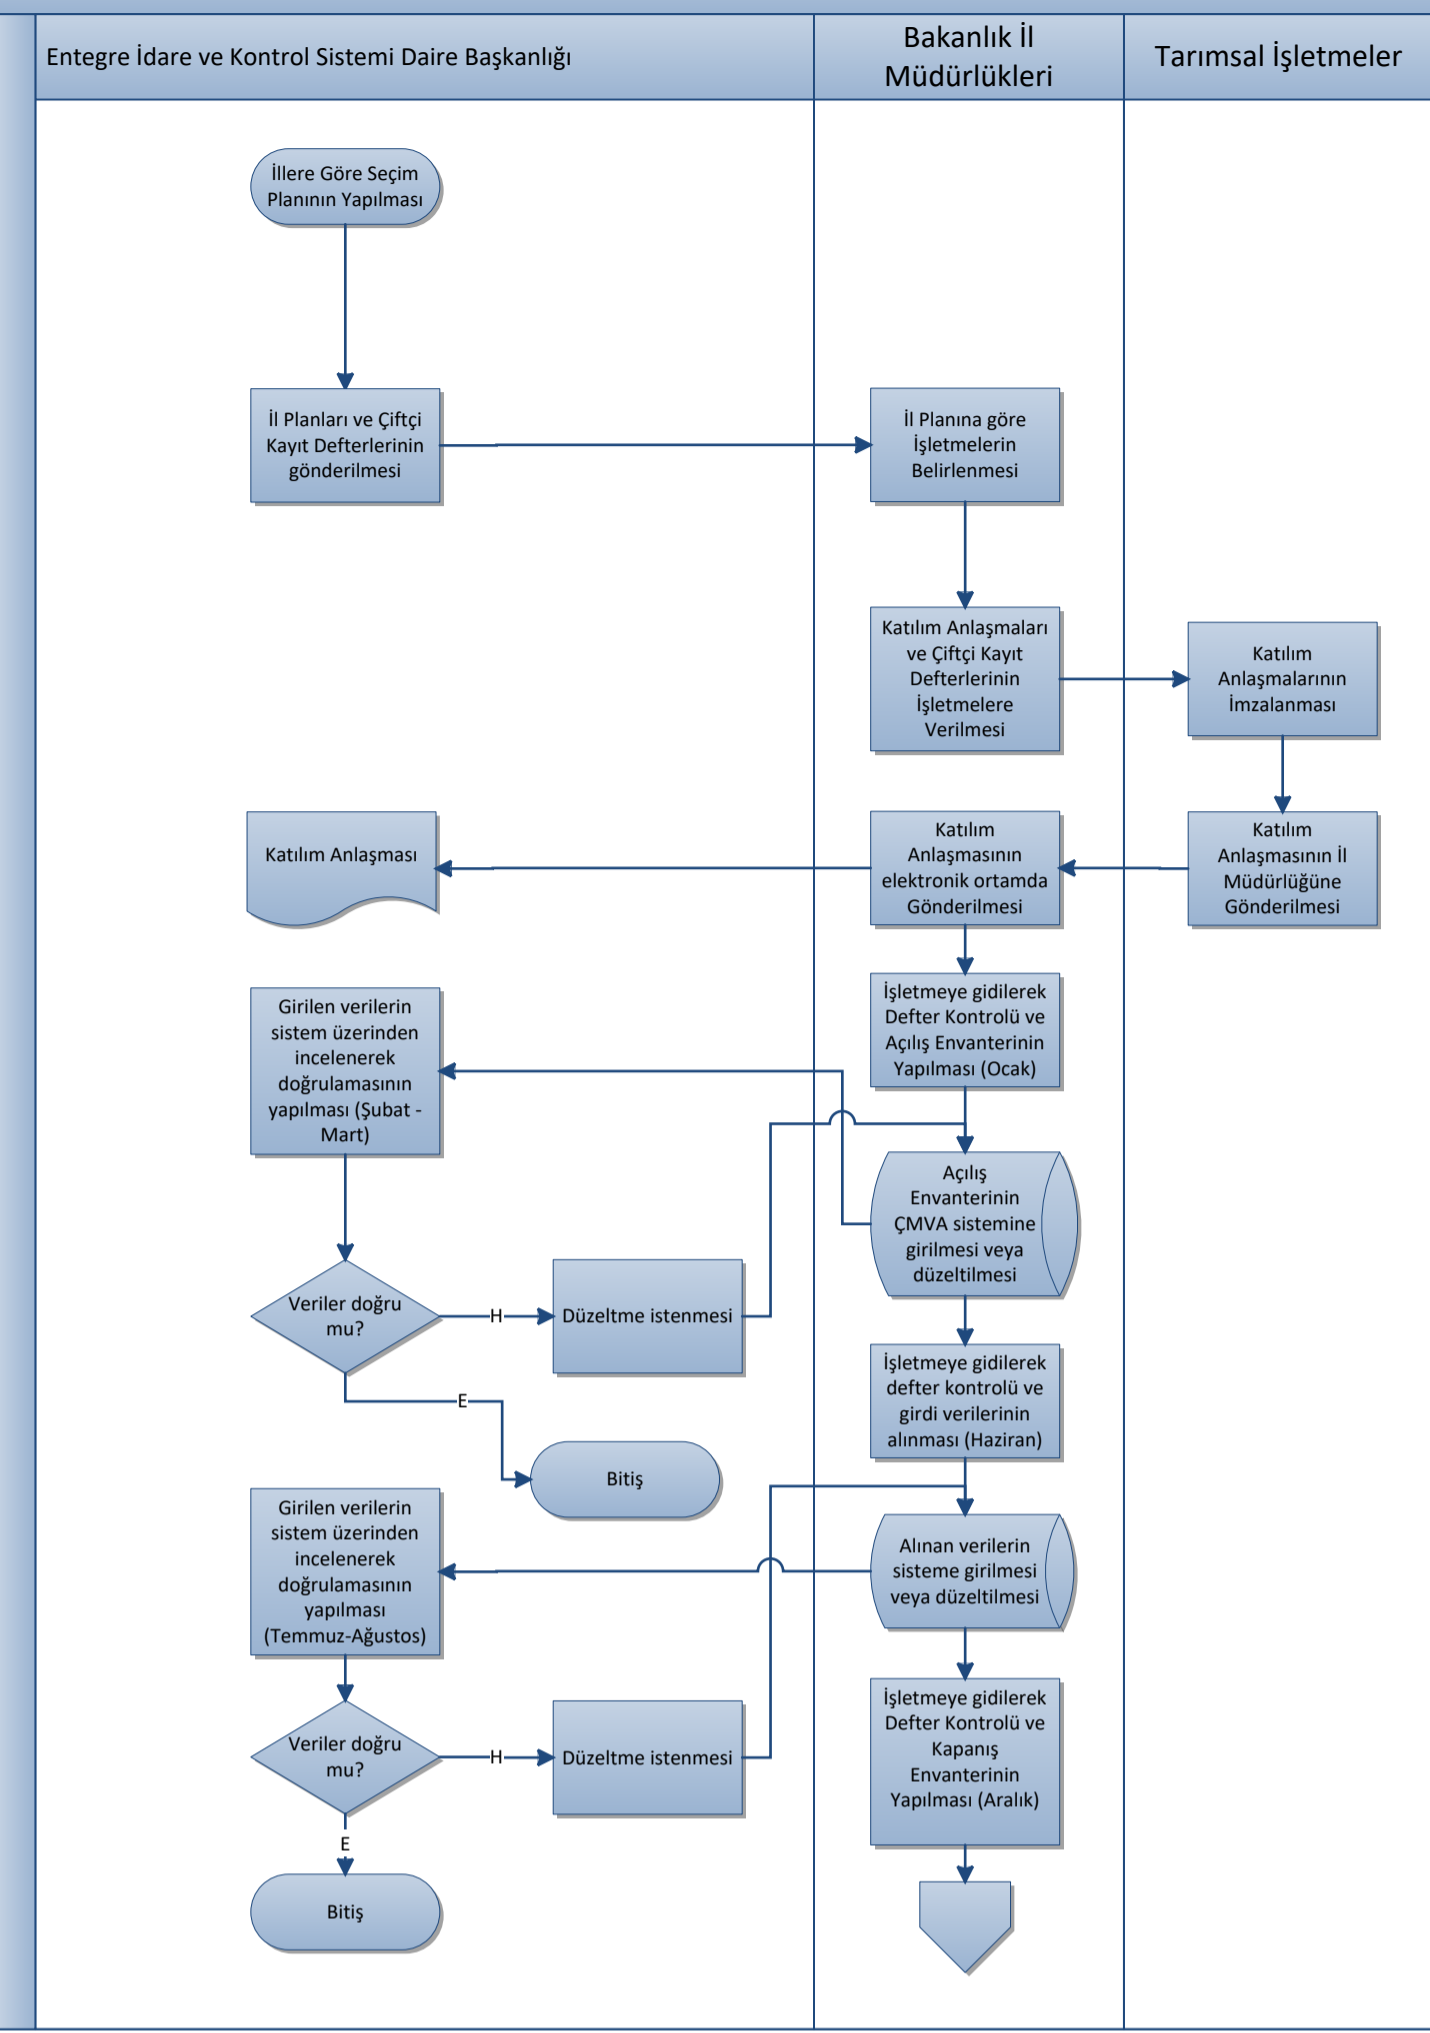 Entegre İdare ve Kontrol Sistemi Daire Başkanlığı
Bakanlık İl
Müdürlükleri
Tarımsal İşletmeler
İllere Göre Seçim
Planının Yapılması
İl Planları ve Çiftçi
Kayıt Defterlerinin
gönderilmesi
İl Planına göre
İşletmelerin
Belirlenmesi
Katılım Anlaşmaları
ve Çiftçi Kayıt
Defterlerinin
İşletmelere
Verilmesi
Katılım
Anlaşmalarının
İmzalanması
Katılım Anlaşması
Katılım
Anlaşmasının
elektronik ortamda
Gönderilmesi
Katılım
Anlaşmasının İl
Müdürlüğüne
Gönderilmesi
İşletmeye gidilerek
Defter Kontrolü ve
Açılış Envanterinin
Yapılması (Ocak)
Girilen verilerin
sistem üzerinden
incelenerek
doğrulamasının
yapılması (Şubat -
Mart)
Açılış
Envanterinin
ÇMVA sistemine
girilmesi veya
düzeltilmesi
Veriler doğru
mu?
H
Düzeltme istenmesi
E
Bitiş
İşletmeye gidilerek
defter kontrolü ve
girdi verilerinin
alınması (Haziran)
Girilen verilerin
sistem üzerinden
incelenerek
doğrulamasının
yapılması
(Temmuz-Ağustos)
Alınan verilerin
sisteme girilmesi
veya düzeltilmesi
Veriler doğru
mu?
H
Düzeltme istenmesi
İşletmeye gidilerek
Defter Kontrolü ve
Kapanış
Envanterinin
Yapılması (Aralık)
E
Bitiş